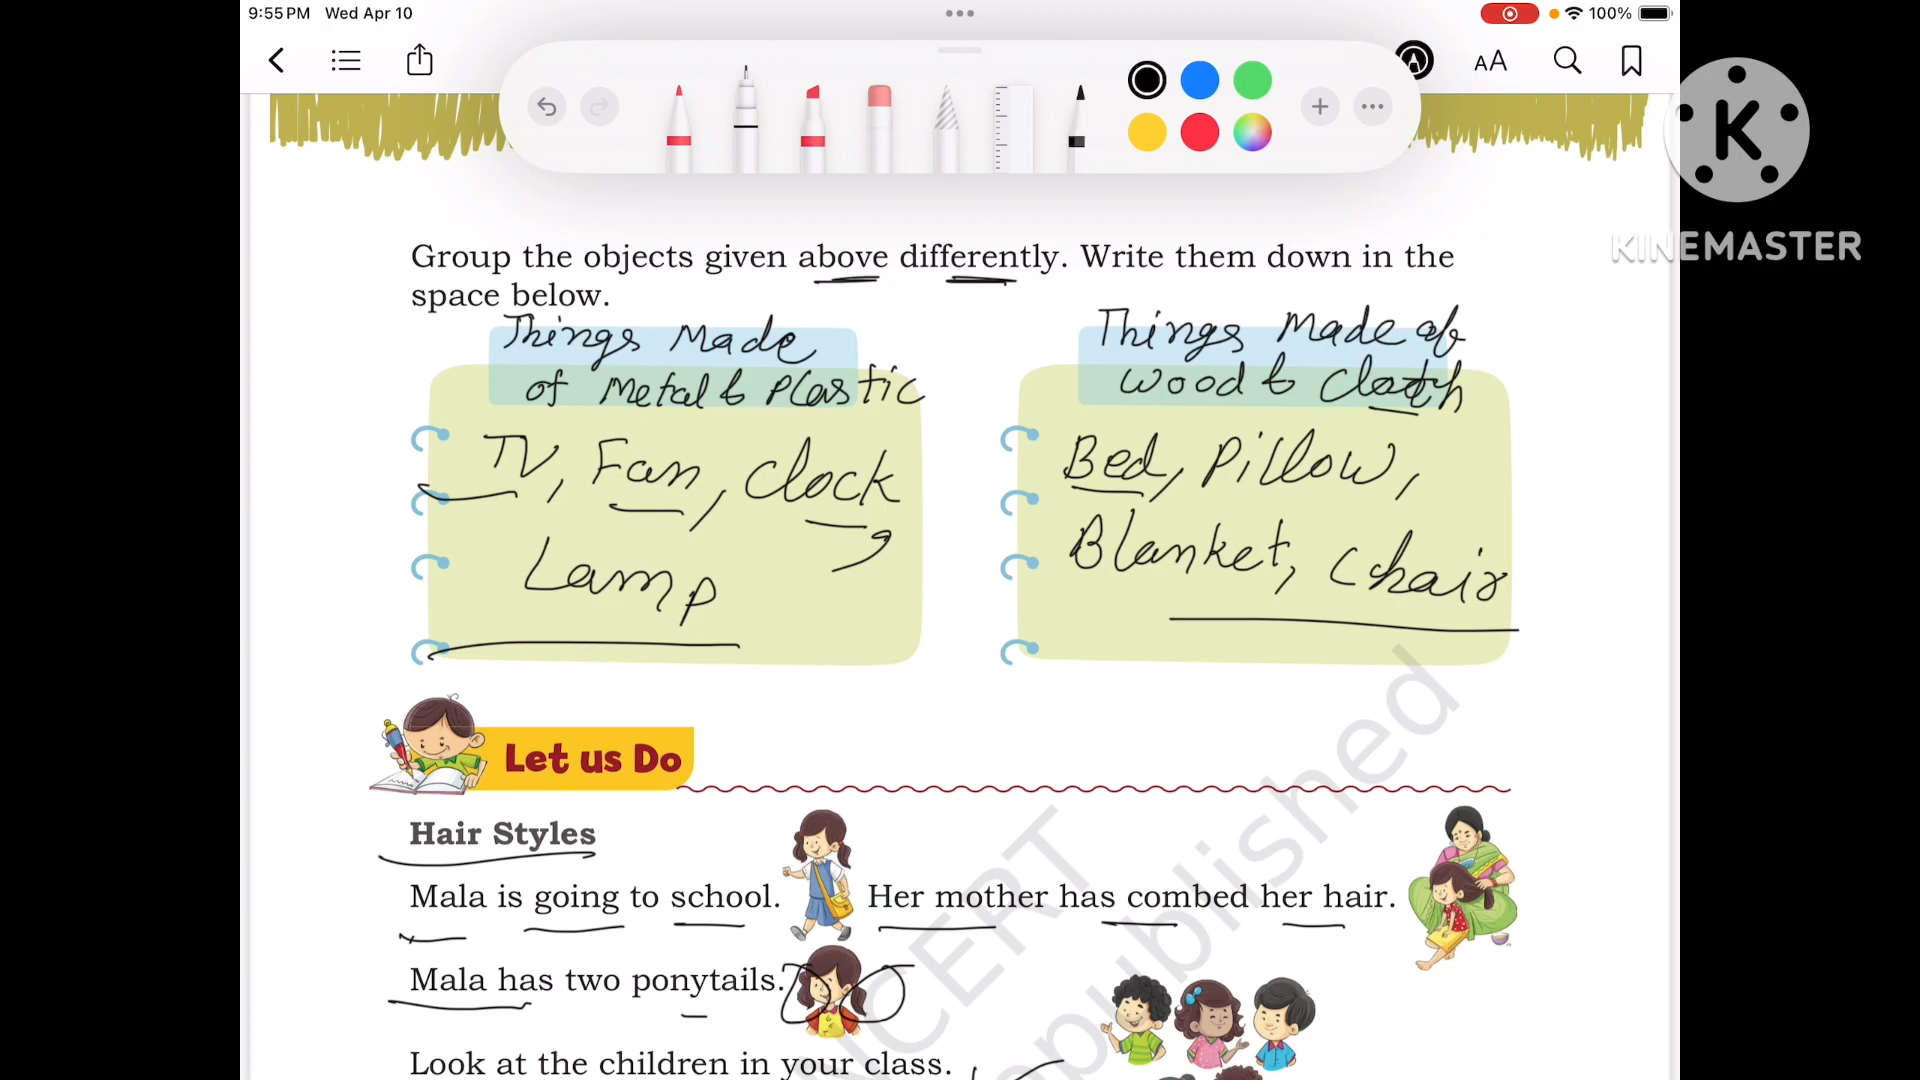 9:55 PM Wed Apr 10
100%
AA
K
KINEMASTER
Group the objects given above differently. Write them down in the
space below.
Things Made
of Metal & Plastic
TV, Fan, Clock,
Lamp
Things Made of
Wood & Cloth
Bed, Pillow,
Blanket, Chair
Let us Do
Hair Styles
Mala is going to school. Her mother has combed her hair.
Mala has two ponytails.
Look at the children in your class.
NCERT
republished